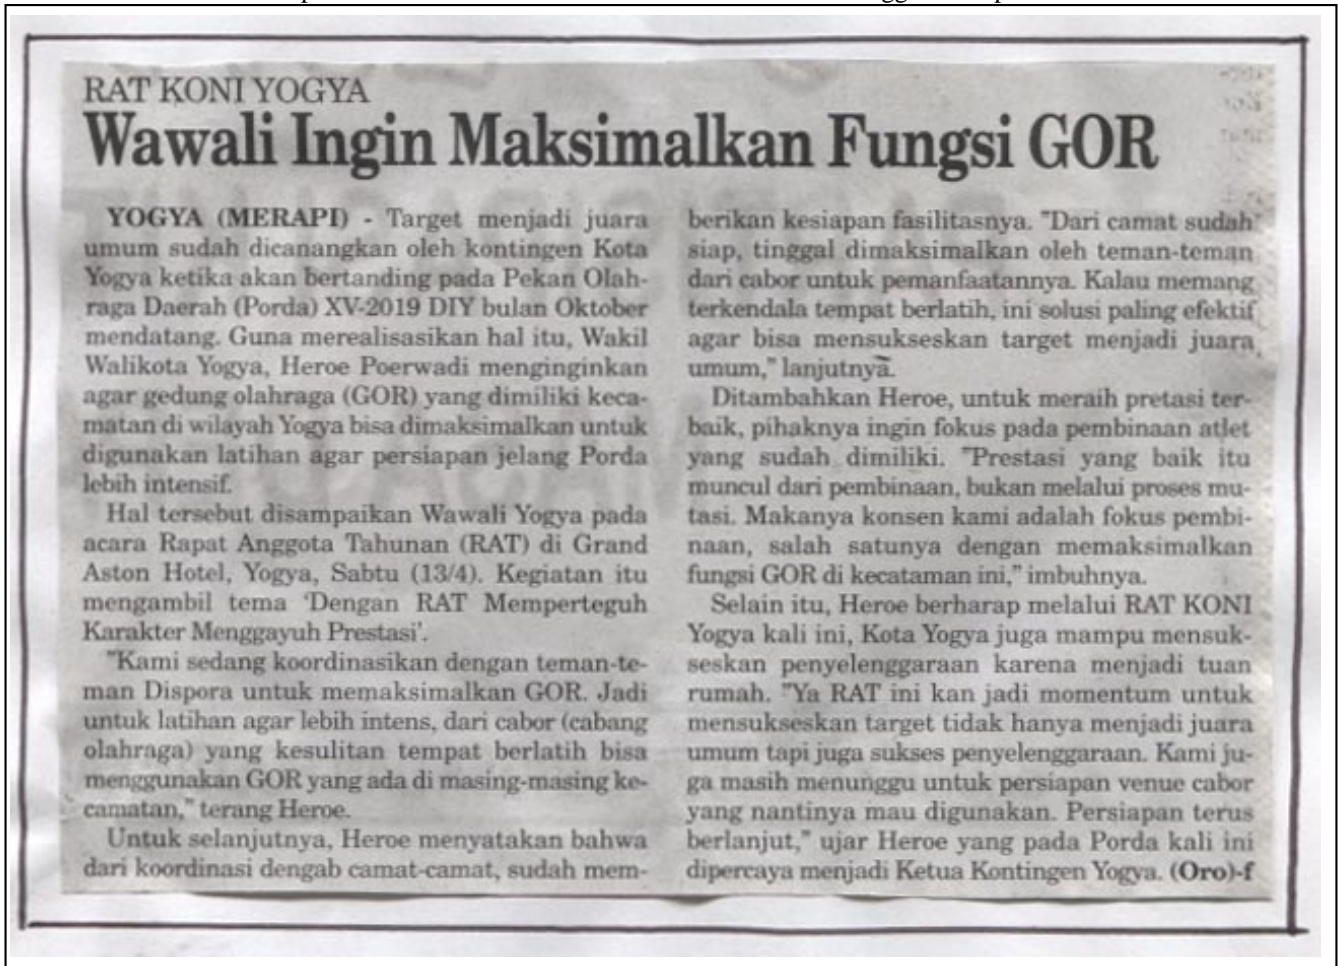 RAT KONI YOGYA
Wawali Ingin Maksimalkan Fungsi GOR
YOGYA (MERAPI) - Target menjadi juara
umum sudah dicanangkan oleh kontingen Kota
Yogya ketika akan bertanding pada Pekan Olah-
raga Daerah (Porda) XV-2019 DIY bulan Oktober
mendatang. Guna merealisasikan hal itu, Wakil
Walikota Yogya, Heroe Poerwadi menginginkan
agar gedung olahraga (GOR) yang dimiliki keca-
matan di wilayah Yogya bisa dimaksimalkan untuk
digunakan latihan agar persiapan jelang Porda
lebih intensif.
Hal tersebut disampaikan Wawali Yogya pada
acara Rapat Anggota Tahunan (RAT) di Grand
Aston Hotel, Yogya, Sabtu (13/4). Kegiatan itu
mengambil tema 'Dengan RAT Memperteguh
Karakter Menggayuh Prestasi'.
"Kami sedang koordinasikan dengan teman-te-
man Dispora untuk memaksimalkan GOR. Jadi
untuk latihan agar lebih intens, dari cabor (cabang
olahraga) yang kesulitan tempat berlatih bisa
menggunakan GOR yang ada di masing-masing ke-
camatan," terang Heroe.
Untuk selanjutnya, Heroe menyatakan bahwa
dari koordinasi dengab camat-camat, sudah mem-
berikan kesiapan fasilitasnya. "Dari camat sudah
siap, tinggal dimaksimalkan oleh teman-teman
dari cabor untuk pemanfaatannya. Kalau memang
terkendala tempat berlatih, ini solusi paling efektif
agar bisa mensukseskan target menjadi juara
umum," lanjutnya.
Ditambahkan Heroe, untuk meraih pretasi ter-
baik, pihaknya ingin fokus pada pembinaan atlet
yang sudah dimiliki. "Prestasi yang baik itu
muncul dari pembinaan, bukan melalui proses mu-
tasi. Makanya konsen kami adalah fokus pembi-
naan, salah satunya dengan memaksimalkan
fungsi GOR di kecataman ini," imbuhnya.
Selain itu, Heroe berharap melalui RAT KONI
Yogya kali ini, Kota Yogya juga mampu mensuk-
seskan penyelenggaraan karena menjadi tuan
rumah. "Ya RAT ini kan jadi momentum untuk
mensukseskan target tidak hanya menjadi juara
umum tapi juga sukses penyelenggaraan. Kami ju-
ga masih menunggu untuk persiapan venue cabor
yang nantinya mau digunakan. Persiapan terus
berlanjut," ujar Heroe yang pada Porda kali ini
dipercaya menjadi Ketua Kontingen Yogya. (Oro)-f